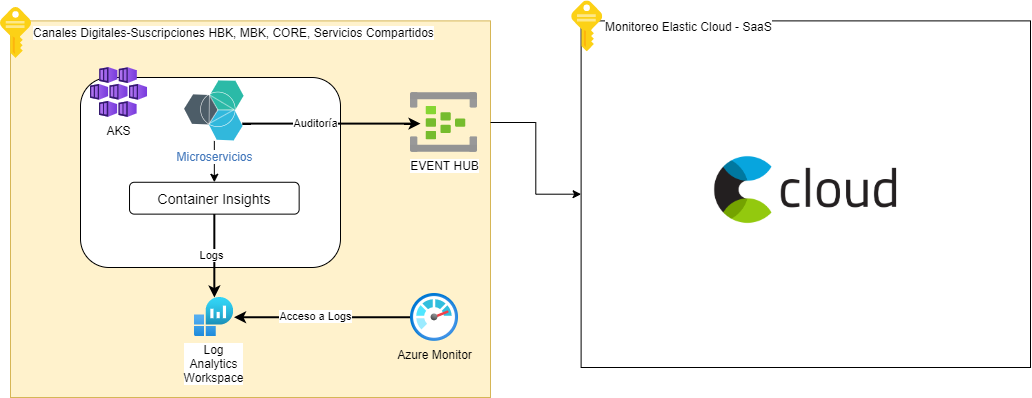 Canales Digitales-Suscripciones HBK, MBK, CORE, Servicios Compartidos
Monitoreo Elastic Cloud - SaaS
AKS
Auditoría
Microservicios
EVENT HUB
Container Insights
cloud
Logs
Acceso a Logs
Log
Analytics
Workspace
Azure Monitor